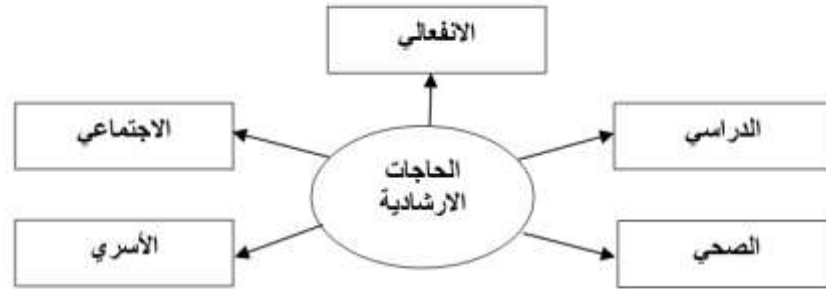 الانفعالي
الدراسي
الاجتماعي
الحاجات
الارشادية
الصحي
الأسري